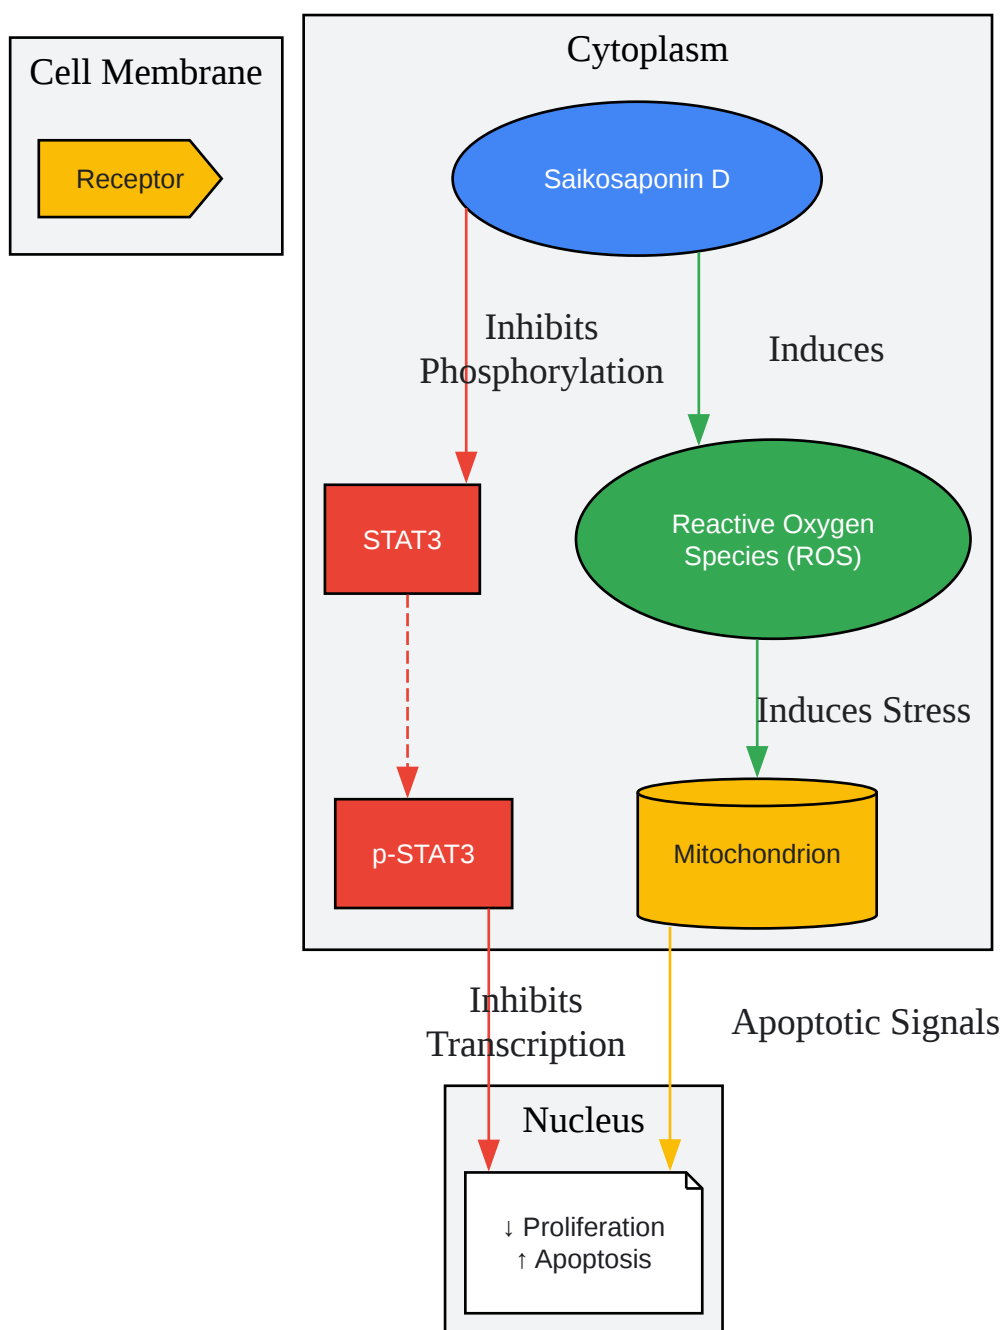 Cell Membrane
Receptor
Cytoplasm
Saikosaponin D
Inhibits
Phosphorylation
Induces
STAT3
Reactive Oxygen
Species (ROS)
Induces Stress
p-STAT3
Mitochondrion
Inhibits
Transcription
Apoptotic Signals
Nucleus
↓ Proliferation
↑ Apoptosis